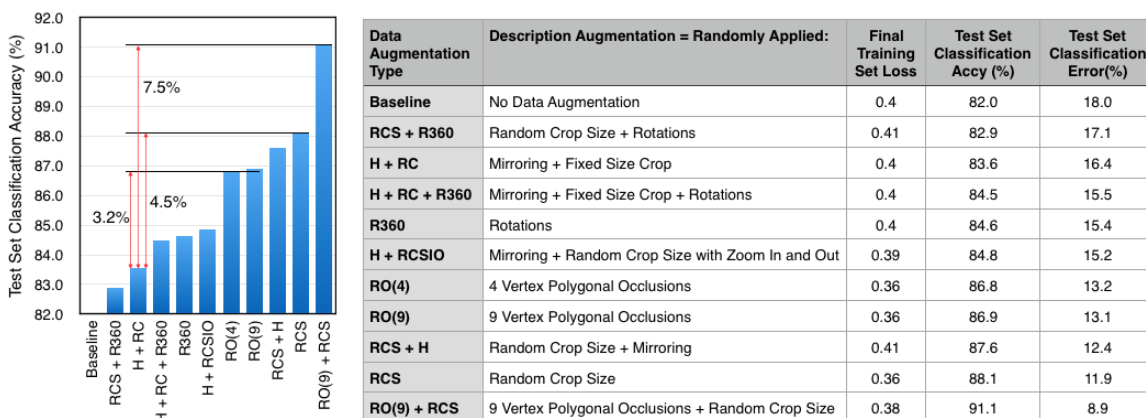 Test Set Classification Accuracy (%)
92.0
91.0
90.0
89.0
88.0
87.0
86.0
85.0
84.0
83.0
82.0
7.5%
4.5%
3.2%
Baseline
RCS + R360
H + RC
H + RC + R360
R360
H + RCSIO
RO(4)
RO(9)
RCS + H
RCS
RO(9) + RCS
Data Augmentation Type | Description Augmentation = Randomly Applied: | Final Training Set Loss | Test Set Classification Accy (%) | Test Set Classification Error(%)
Baseline | No Data Augmentation | 0.4 | 82.0 | 18.0
RCS + R360 | Random Crop Size + Rotations | 0.41 | 82.9 | 17.1
H + RC | Mirroring + Fixed Size Crop | 0.4 | 83.6 | 16.4
H + RC + R360 | Mirroring + Fixed Size Crop + Rotations | 0.4 | 84.5 | 15.5
R360 | Rotations | 0.4 | 84.6 | 15.4
H + RCSIO | Mirroring + Random Crop Size with Zoom In and Out | 0.39 | 84.8 | 15.2
RO(4) | 4 Vertex Polygonal Occlusions | 0.36 | 86.8 | 13.2
RO(9) | 9 Vertex Polygonal Occlusions | 0.36 | 86.9 | 13.1
RCS + H | Random Crop Size + Mirroring | 0.41 | 87.6 | 12.4
RCS | Random Crop Size | 0.36 | 88.1 | 11.9
RO(9) + RCS | 9 Vertex Polygonal Occlusions + Random Crop Size | 0.38 | 91.1 | 8.9